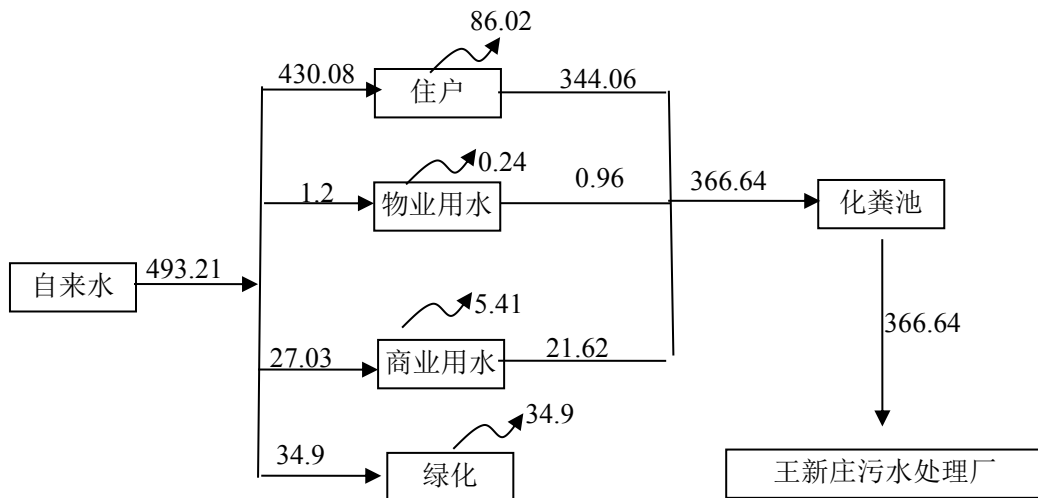 86.02
430.08
住户
344.06
0.24
1.2
物业用水
0.96
366.64
化粪池
自来水
493.21
5.41
27.03
商业用水
21.62
366.64
34.9
34.9
绿化
王新庄污水处理厂